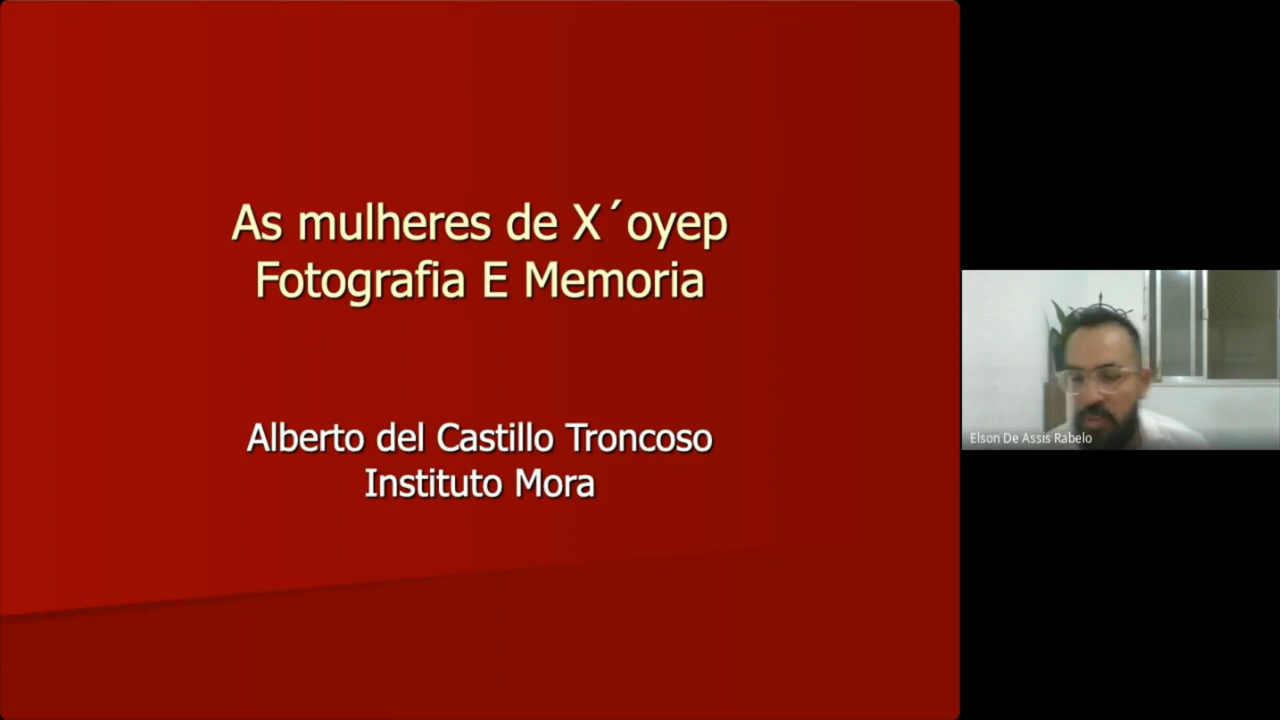 As mulheres de X´oyep
Fotografia E Memoria
Alberto del Castillo Troncoso
Instituto Mora
Elson De Assis Rabelo